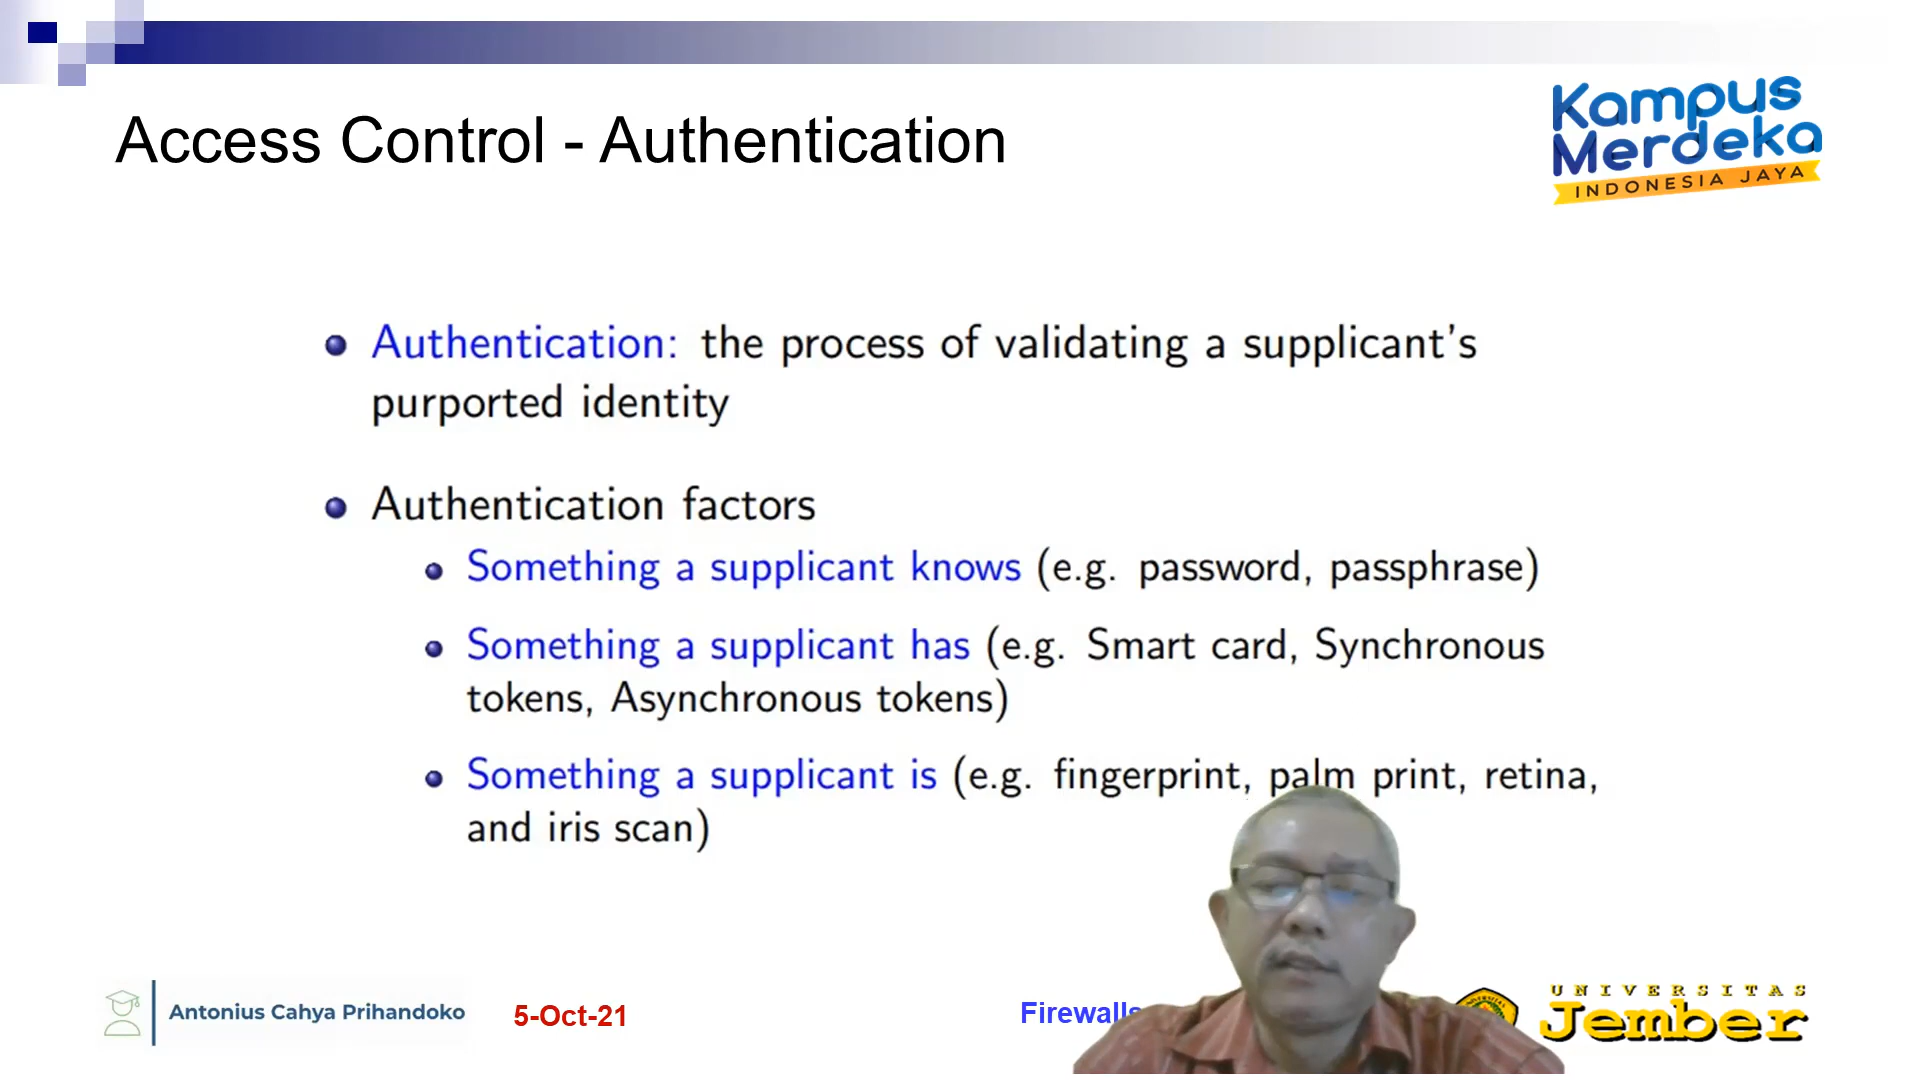 Access Control - Authentication
Kampus
Merdeka
INDONESIA JAYA
Authentication: the process of validating a supplicant's
purported identity
Authentication factors
Something a supplicant knows (e.g. password, passphrase)
Something a supplicant has (e.g. Smart card, Synchronous
tokens, Asynchronous tokens)
Something a supplicant is (e.g. fingerprint, palm print, retina,
and iris scan)
Antonius Cahya Prihandoko
5-Oct-21
Firewalls
UNIVERSITAS
Jember